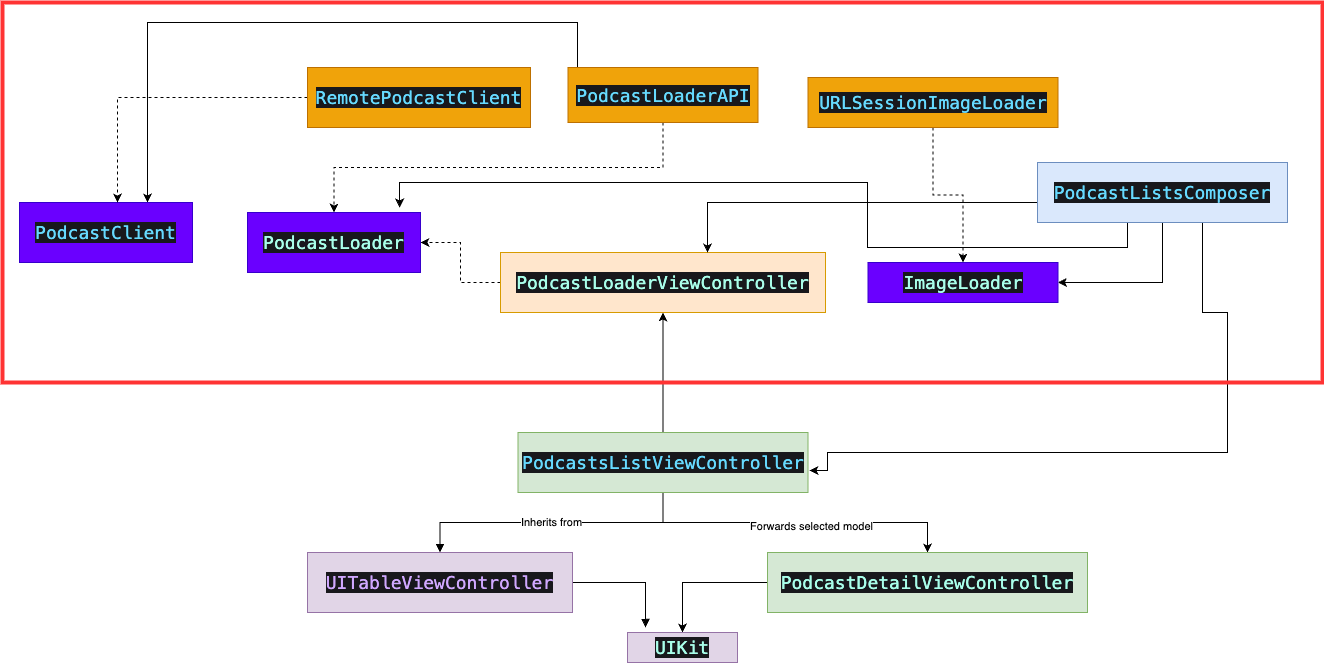 RemotePodcastClient
PodcastLoaderAPI
URLSessionImageLoader
PodcastListsComposer
PodcastClient
PodcastLoader
PodcastLoaderViewController
ImageLoader
PodcastsListViewController
Inherits from
Forwards selected model
UITableViewController
PodcastDetailViewController
UIKit